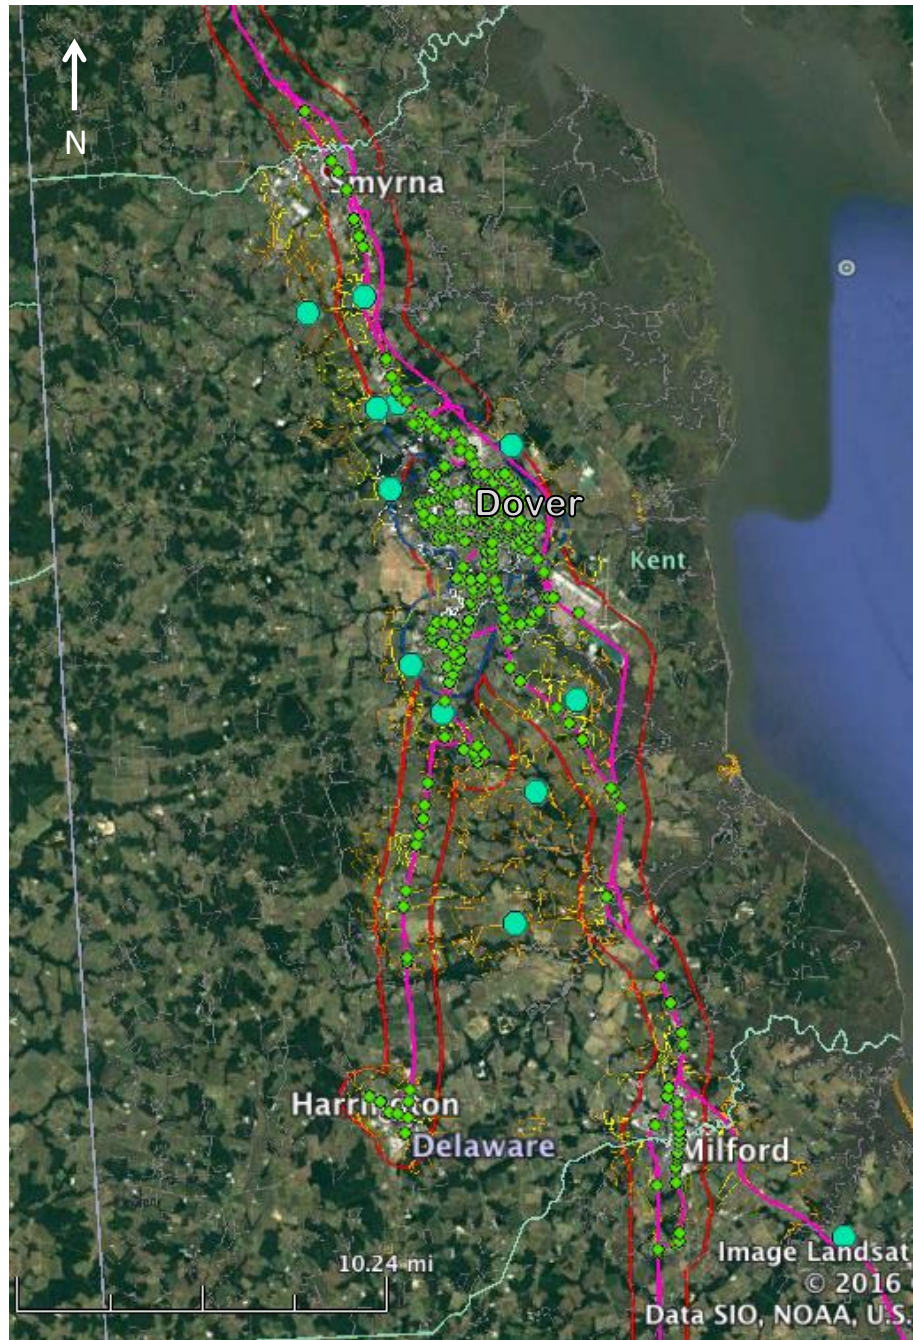 N
Smyrna
Dover
Kent
Harrington
Delaware
Milford
10.24 mi
Image Landsat
© 2016
Data SIO, NOAA, U.S.